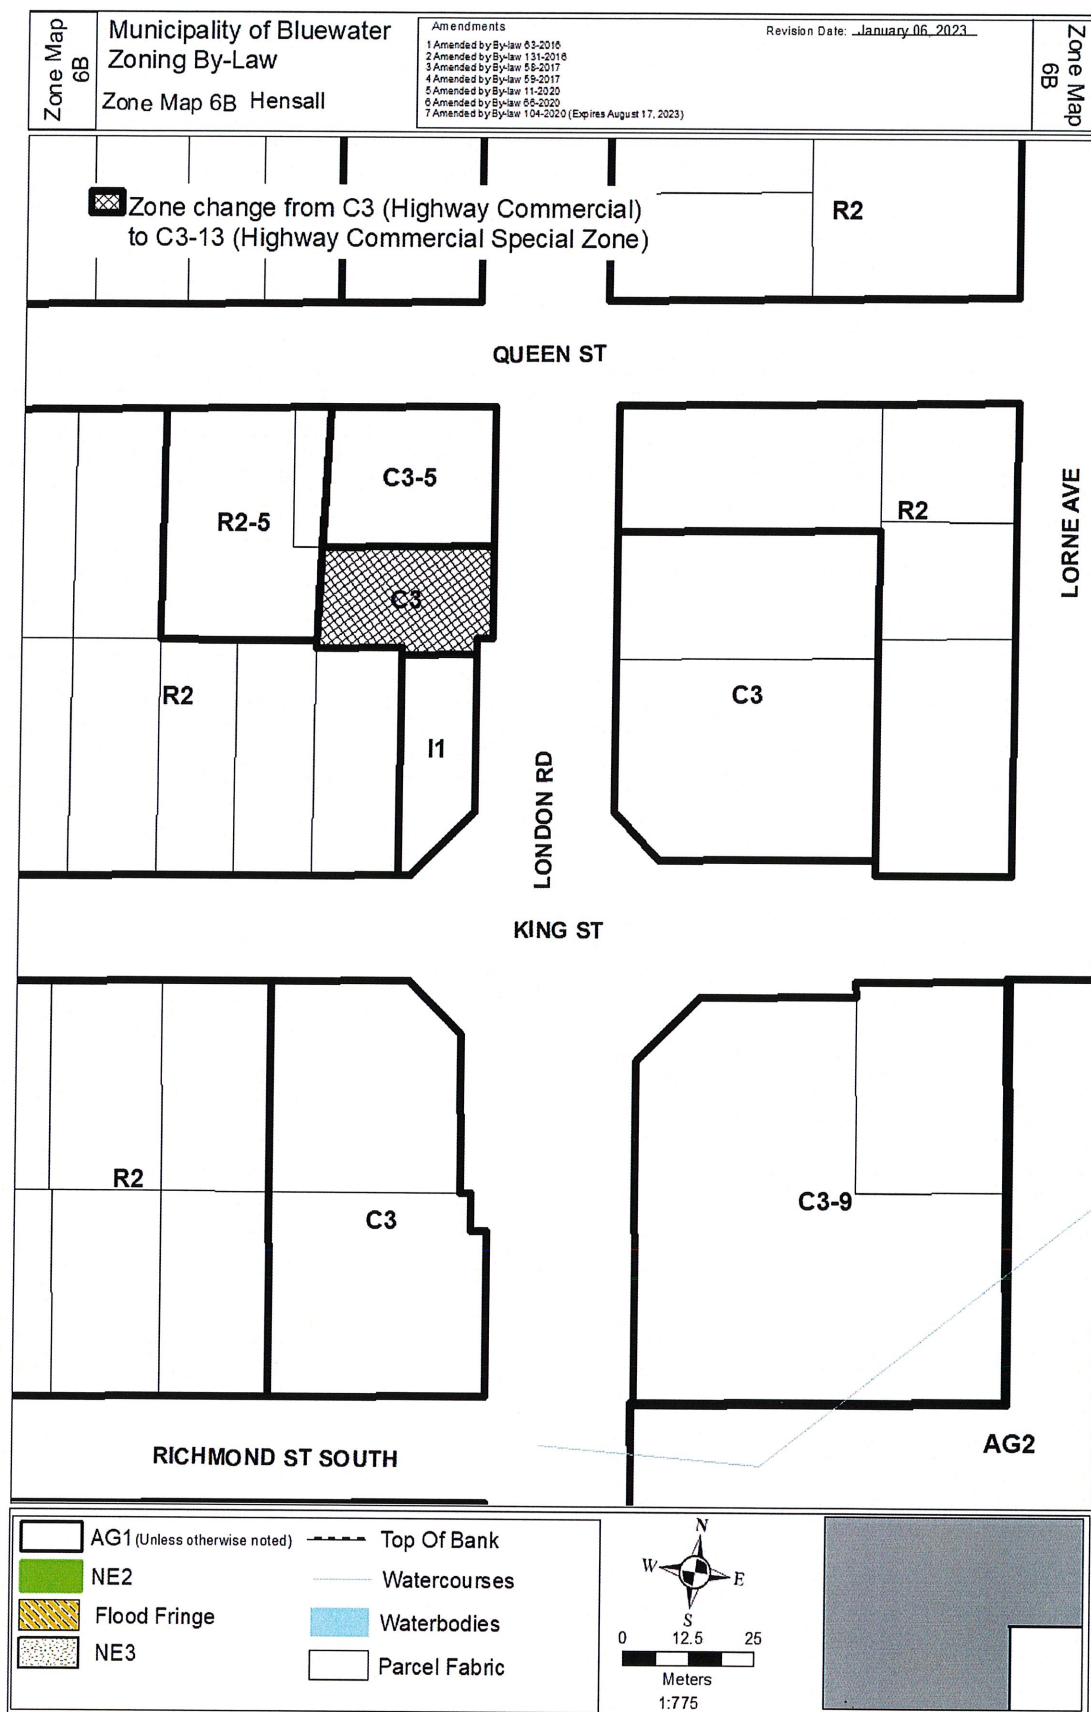 Zone Map
6B
Municipality of Bluewater
Zoning By-Law
Zone Map 6B Hensall
Amendments
1 Amended by By-law 63-2016
2 Amended by By-law 131-2016
3 Amended by By-law 58-2017
4 Amended by By-law 59-2017
5 Amended by By-law 11-2020
6 Amended by By-law 66-2020
7 Amended by By-law 104-2020 (Expires August 17, 2023)
Revision Date: January 06, 2023
Zone Map
6B
Zone change from C3 (Highway Commercial)
to C3-13 (Highway Commercial Special Zone)
R2
QUEEN ST
C3-5
R2-5
R2
LORNE AVE
C3
R2
C3
I1
LONDON RD
KING ST
R2
C3
C3-9
RICHMOND ST SOUTH
AG2
AG1 (Unless otherwise noted)
NE2
Flood Fringe
NE3
Top Of Bank
Watercourses
Waterbodies
Parcel Fabric
N
W
E
S
0 12.5 25
Meters
1:775